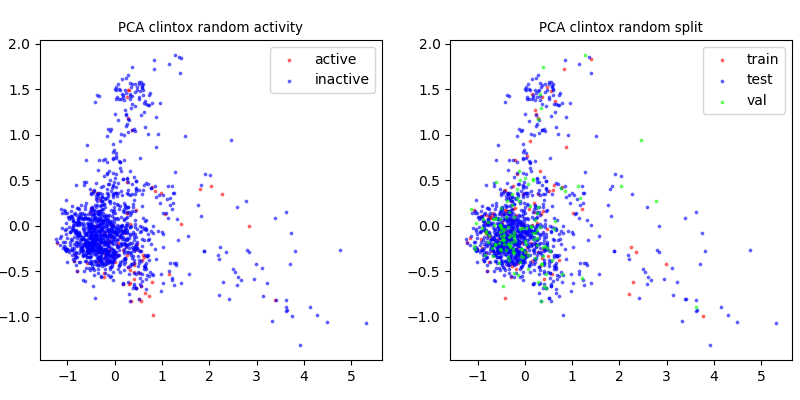 PCA clintox random activity
2.0
1.5
1.0
0.5
0.0
−0.5
−1.0
−1 0 1 2 3 4 5
active
inactive
PCA clintox random split
2.0
1.5
1.0
0.5
0.0
−0.5
−1.0
−1 0 1 2 3 4 5
train
test
val